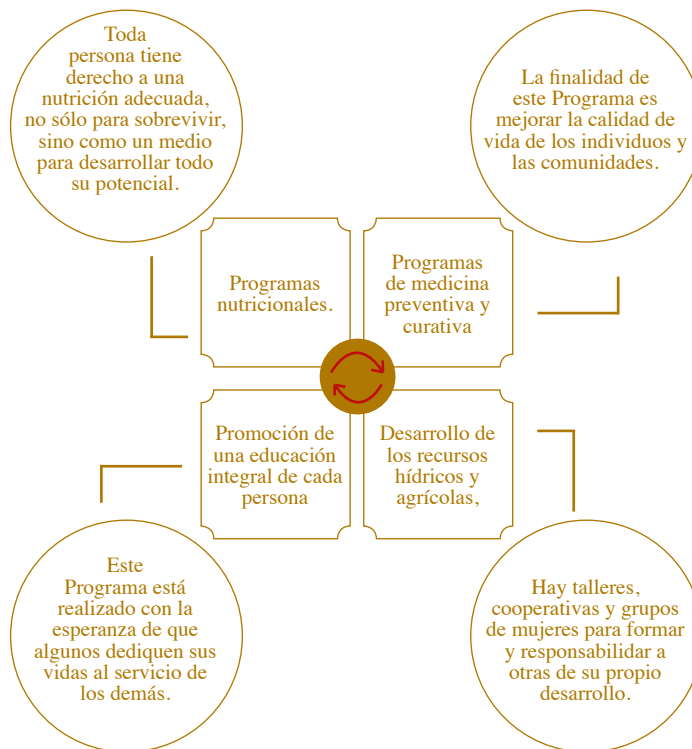 Toda
persona tiene
derecho a una
nutrición adecuada,
no sólo para sobrevivir,
sino como un medio
para desarrollar todo
su potencial.
La finalidad de
este Programa es
mejorar la calidad de
vida de los individuos y
las comunidades.
Programas
nutricionales.
Programas
de medicina
preventiva y
curativa
Promoción de
una educación
integral de cada
persona
Desarrollo de
los recursos
hídricos y
agrícolas,
Este
Programa está
realizado con la
esperanza de que
algunos dediquen sus
vidas al servicio de
los demás.
Hay talleres,
cooperativas y grupos
de mujeres para formar
y responsabilidar a
otras de su propio
desarrollo.